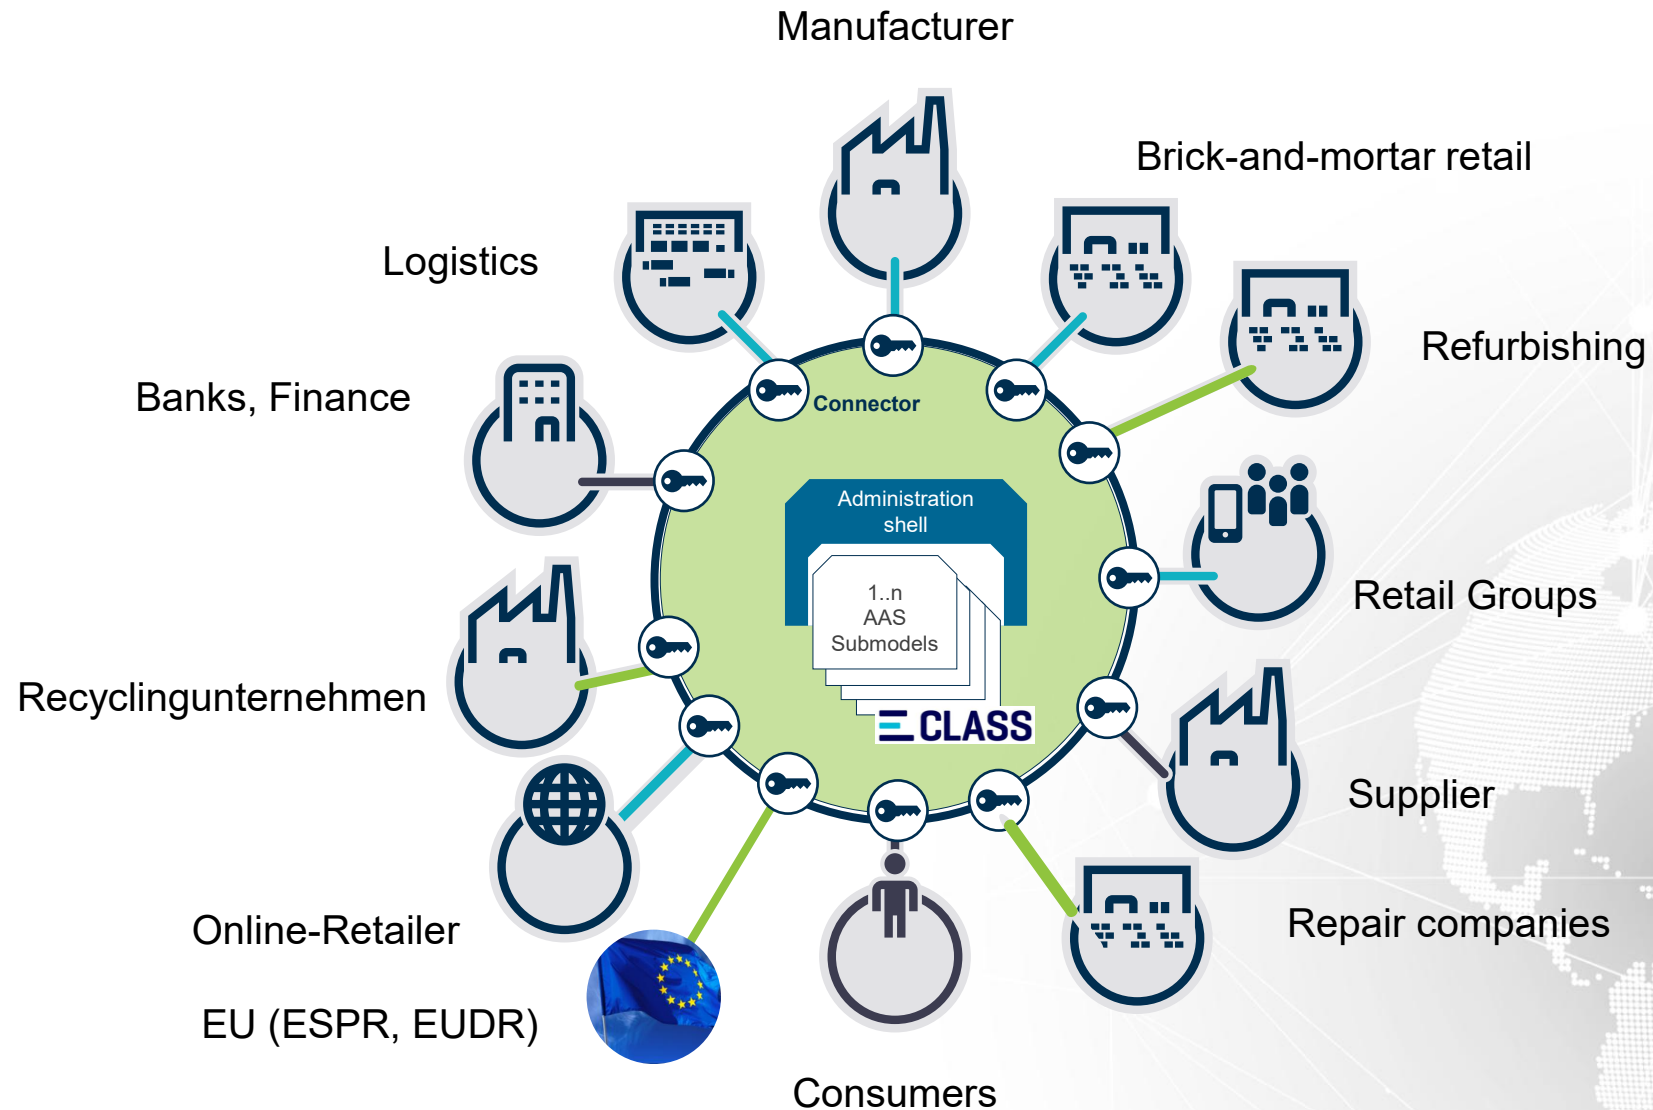 Manufacturer
Brick-and-mortar retail
Logistics
Refurbishing
Banks, Finance
Connector
Administration
shell
1..n
AAS
Submodels
Retail Groups
Recyclingunternehmen
ECLASS
Supplier
Online-Retailer
Repair companies
EU (ESPR, EUDR)
Consumers